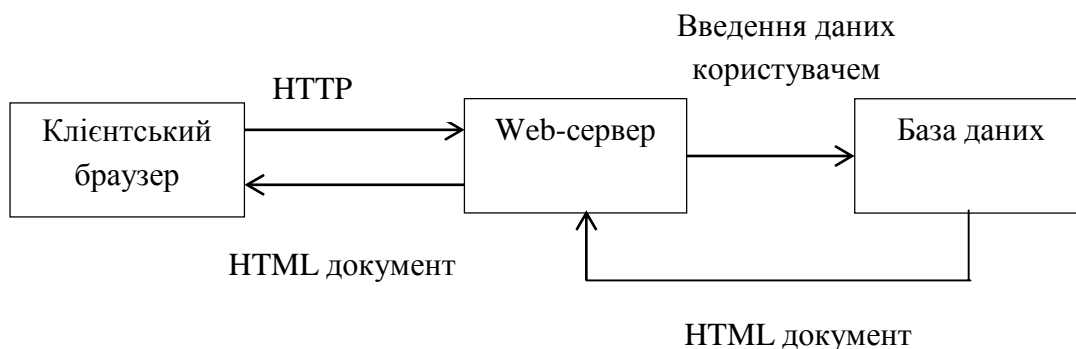 Введення даних
користувачем
HTTP
Клієнтський
браузер
Web-сервер
База даних
HTML документ
HTML документ